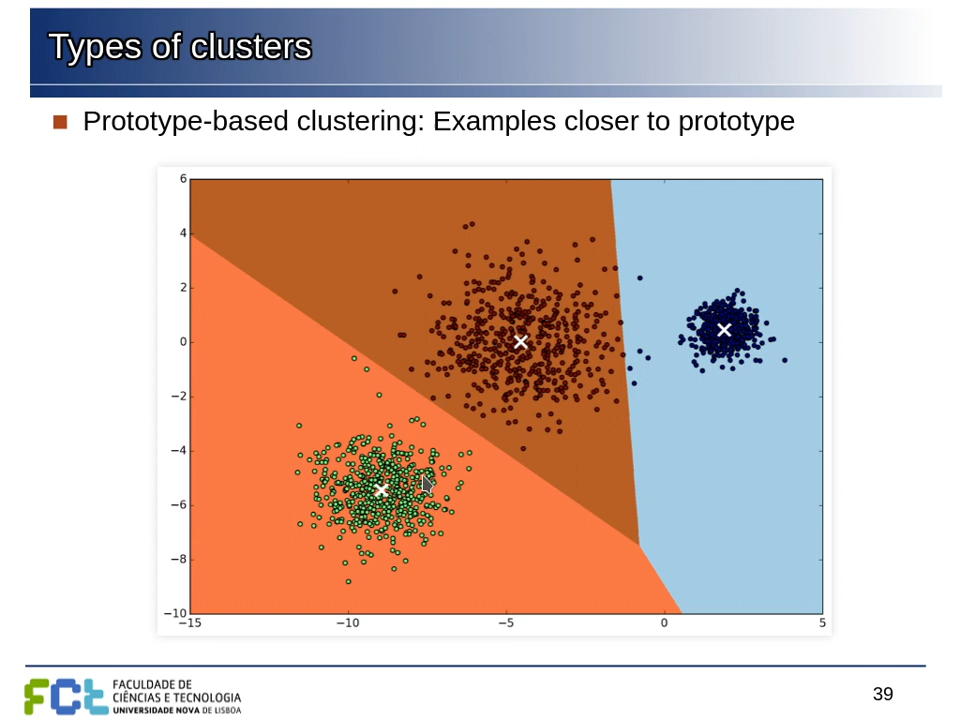 Types of clusters
Prototype-based clustering: Examples closer to prototype
6
4
2
0
−2
−4
−6
−8
−10
−15
−10
−5
0
5
FCt
FACULDADE DE
CIÊNCIAS E TECNOLOGIA
UNIVERSIDADE NOVA DE LISBOA
39